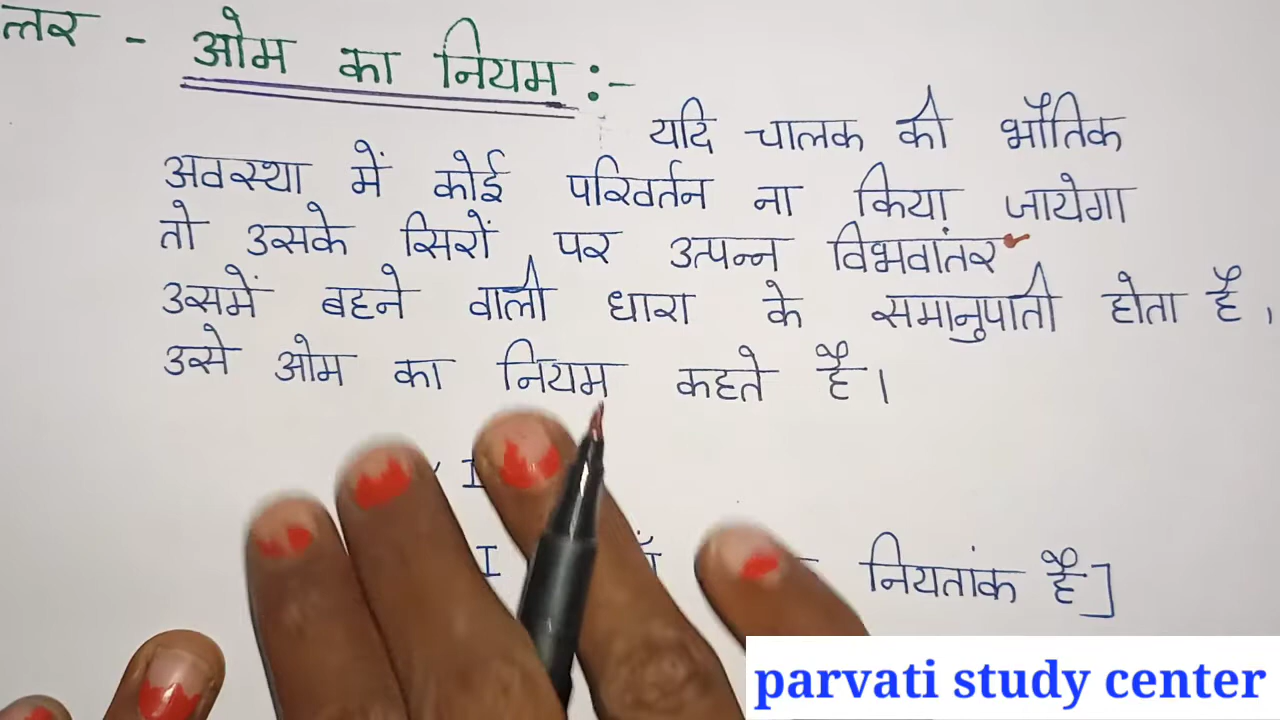 त्तर - ओम का नियम :-
यदि चालक की भौतिक
अवस्था में कोई परिवर्तन ना किया जायेगा
तो उसके सिरों पर उत्पन्न विभवांतर
उसमें बहने वाली धारा के समानुपाती होता है।
उसे ओम का नियम कहते है।
I
I नियतांक है]
parvati study center